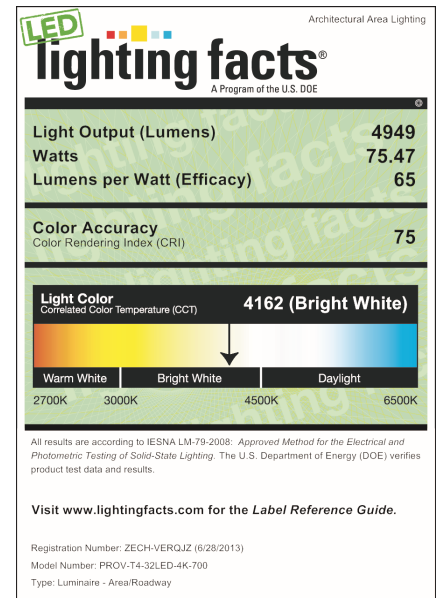 Architectural Area Lighting
LED
lighting facts®
A Program of the U.S. DOE
Light Output (Lumens) 4949
Watts 75.47
Lumens per Watt (Efficacy) 65
Color Accuracy
Color Rendering Index (CRI) 75
Light Color
Correlated Color Temperature (CCT) 4162 (Bright White)
Warm White Bright White Daylight
2700K 3000K 4500K 6500K
All results are according to IESNA LM-79-2008: Approved Method for the Electrical and
Photometric Testing of Solid-State Lighting. The U.S. Department of Energy (DOE) verifies
product test data and results.
Visit www.lightingfacts.com for the Label Reference Guide.
Registration Number: ZECH-VERQJZ (6/28/2013)
Model Number: PROV-T4-32LED-4K-700
Type: Luminaire - Area/Roadway